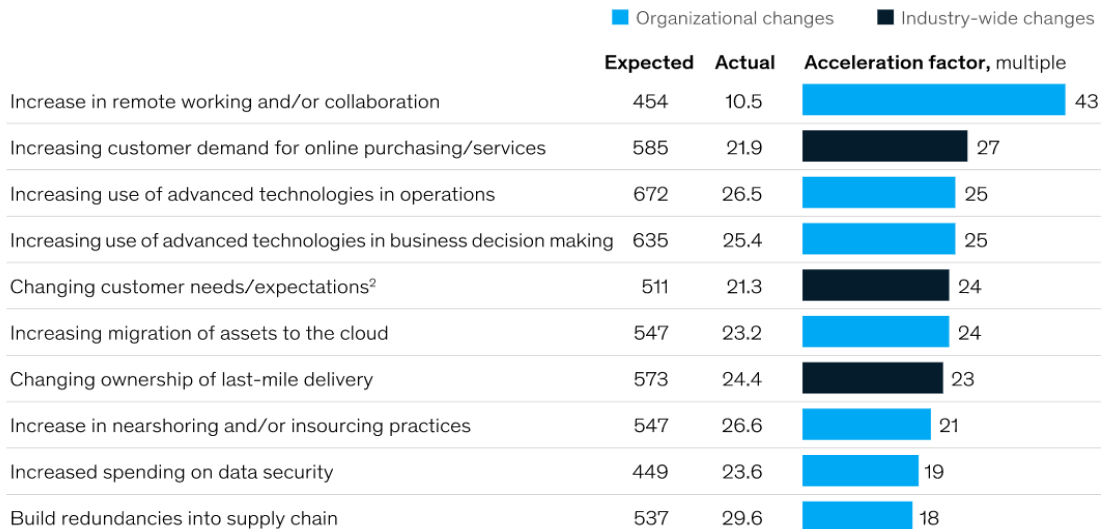 Organizational changes Industry-wide changes
Expected Actual Acceleration factor, multiple
Increase in remote working and/or collaboration 454 10.5 43
Increasing customer demand for online purchasing/services 585 21.9 27
Increasing use of advanced technologies in operations 672 26.5 25
Increasing use of advanced technologies in business decision making 635 25.4 25
Changing customer needs/expectations² 511 21.3 24
Increasing migration of assets to the cloud 547 23.2 24
Changing ownership of last-mile delivery 573 24.4 23
Increase in nearshoring and/or insourcing practices 547 26.6 21
Increased spending on data security 449 23.6 19
Build redundancies into supply chain 537 29.6 18